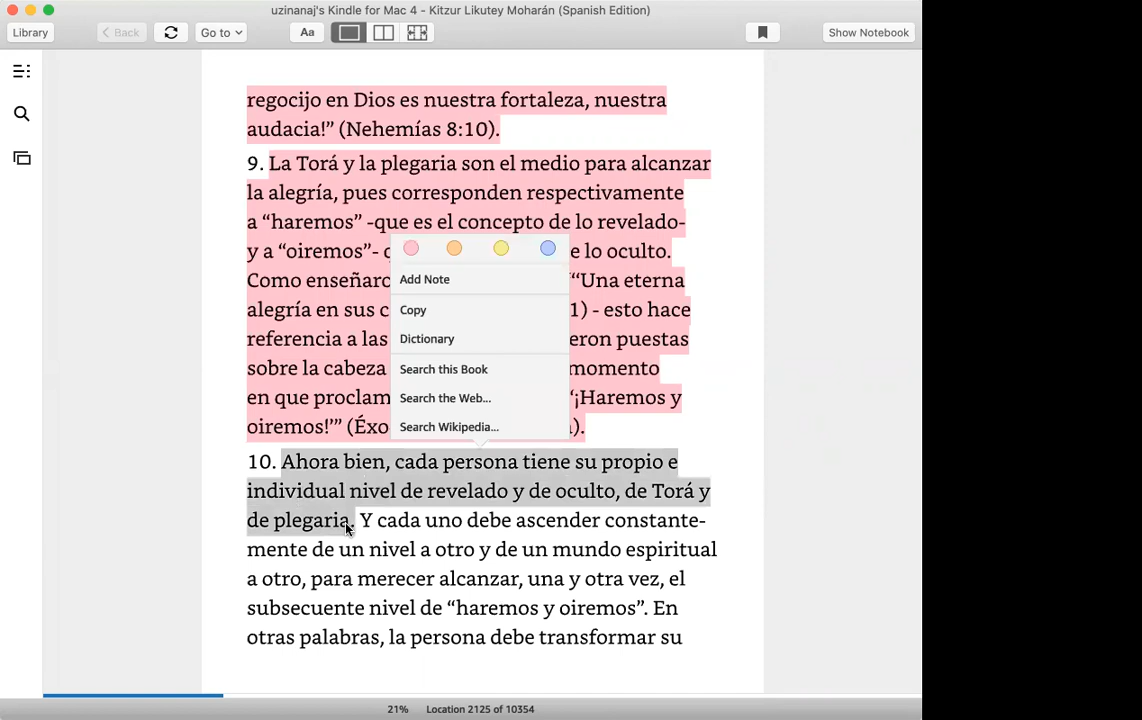 uzinanaj's Kindle for Mac 4 - Kitzur Likutey Moharán (Spanish Edition)
Library
Back
Go to
Aa
Show Notebook
regocijo en Dios es nuestra fortaleza, nuestra
audacia!” (Nehemías 8:10).
9. La Torá y la plegaria son el medio para alcanzar
la alegría, pues corresponden respectivamente
a “haremos” -que es el concepto de lo revelado-
y a “oiremos”- e lo oculto.
Como “Una eterna
alegría en sus 1) - esto hace
referencia a las puestas
sobre la cabeza momento
en que “¡Haremos y
oiremos!’” 
10. Ahora bien, cada persona tiene su propio e
individual nivel de revelado y de oculto, de Torá y
de plegaria. Y cada uno debe ascender constante-
mente de un nivel a otro y de un mundo espiritual
a otro, para merecer alcanzar, una y otra vez, el
subsecuente nivel de “haremos y oiremos”. En
otras palabras, la persona debe transformar su
Add Note
Copy
Dictionary
Search this Book
Search the Web...
Search Wikipedia...
21% Location 2125 of 10354